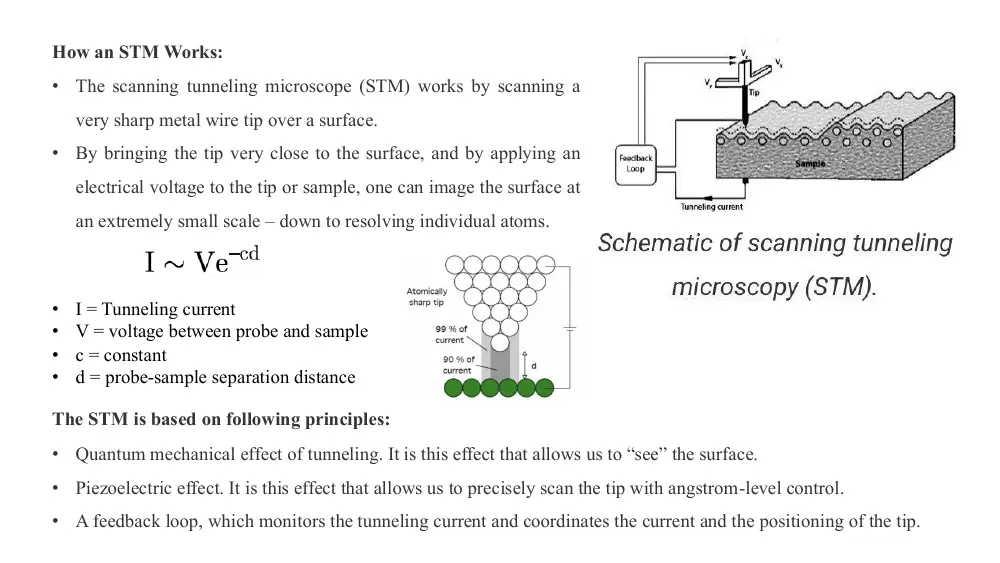 How an STM Works:
• The scanning tunneling microscope (STM) works by scanning a
very sharp metal wire tip over a surface.
• By bringing the tip very close to the surface, and by applying an
electrical voltage to the tip or sample, one can image the surface at
an extremely small scale – down to resolving individual atoms.
I ~ Ve^–cd
• I = Tunneling current
• V = voltage between probe and sample
• c = constant
• d = probe-sample separation distance
Atomically
sharp tip
99 % of
current
90 % of
current
d
Vz
Vy
Vx
Tip
Feedback
Loop
Sample
Tunneling current
Schematic of scanning tunneling
microscopy (STM).
The STM is based on following principles:
• Quantum mechanical effect of tunneling. It is this effect that allows us to “see” the surface.
• Piezoelectric effect. It is this effect that allows us to precisely scan the tip with angstrom-level control.
• A feedback loop, which monitors the tunneling current and coordinates the current and the positioning of the tip.